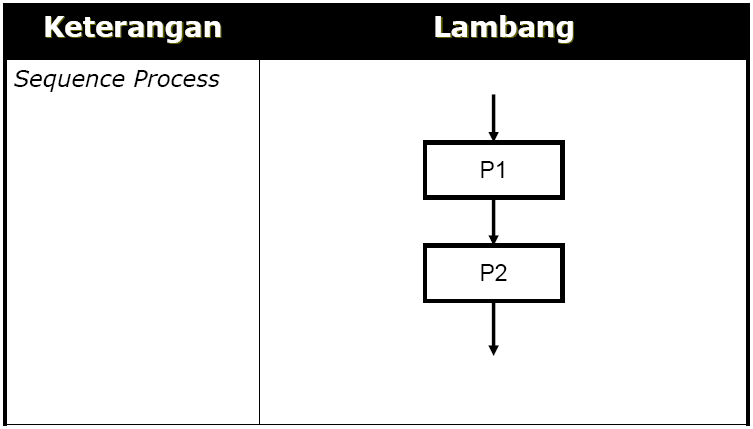 Keterangan
Lambang
Sequence Process
P1
P2